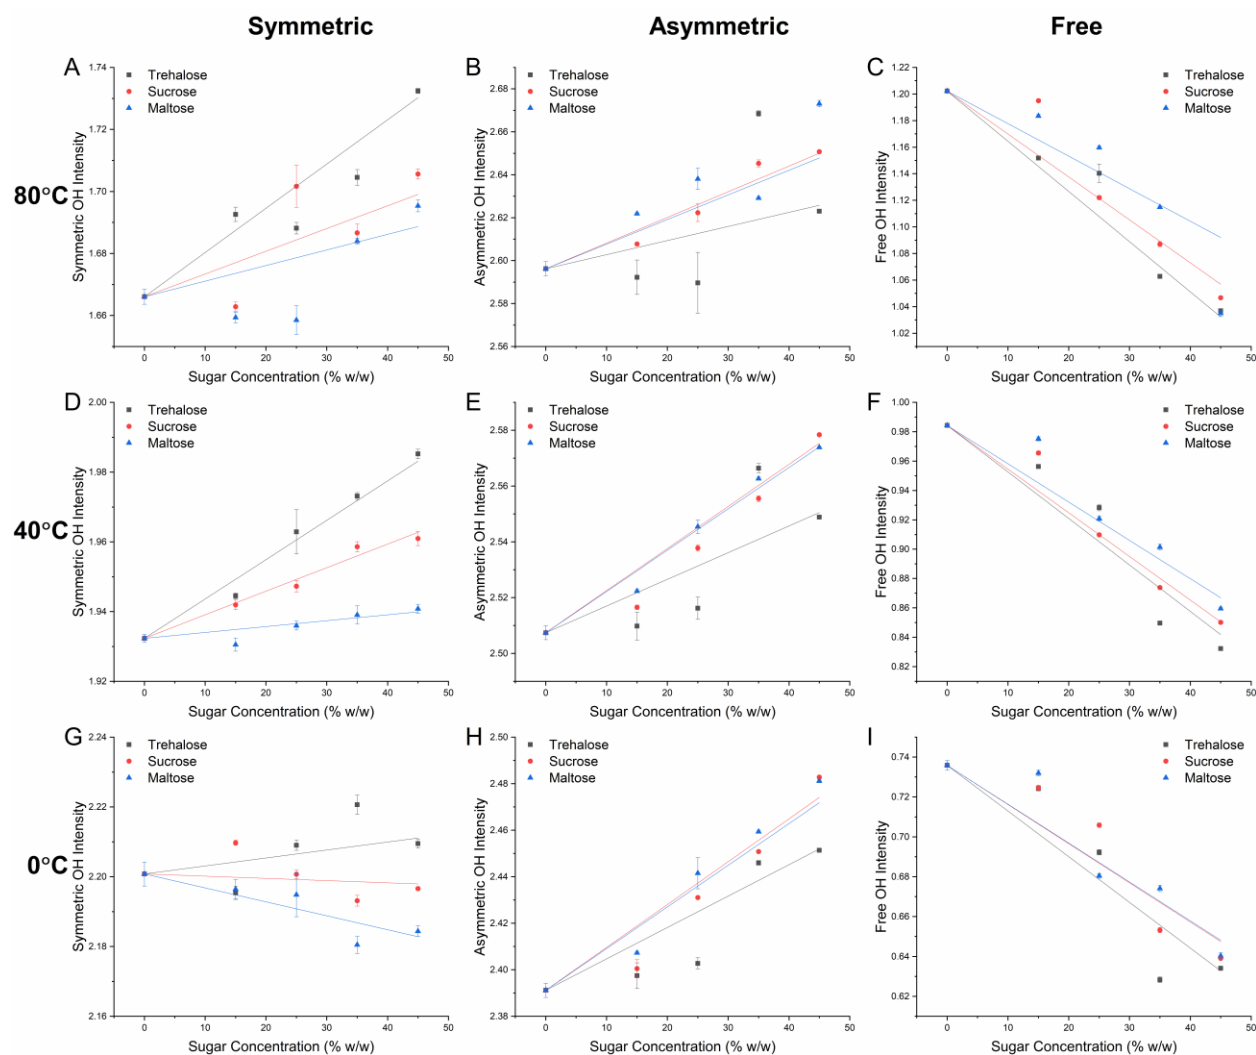 Symmetric Asymmetric Free
80°C
A
Symmetric OH Intensity
1.74
1.72
1.70
1.68
1.66
Trehalose
Sucrose
Maltose
0 10 20 30 40 50
Sugar Concentration (% w/w)
B
Asymmetric OH Intensity
2.68
2.66
2.64
2.62
2.60
2.58
2.56
Trehalose
Sucrose
Maltose
0 10 20 30 40 50
Sugar Concentration (% w/w)
C
Free OH Intensity
1.22
1.20
1.18
1.16
1.14
1.12
1.10
1.08
1.06
1.04
1.02
Trehalose
Sucrose
Maltose
0 10 20 30 40 50
Sugar Concentration (% w/w)
40°C
D
Symmetric OH Intensity
2.00
1.98
1.96
1.94
1.92
Trehalose
Sucrose
Maltose
0 10 20 30 40 50
Sugar Concentration (% w/w)
E
Asymmetric OH Intensity
2.58
2.56
2.54
2.52
2.50
Trehalose
Sucrose
Maltose
0 10 20 30 40 50
Sugar Concentration (% w/w)
F
Free OH Intensity
1.00
0.98
0.96
0.94
0.92
0.90
0.88
0.86
0.84
0.82
Trehalose
Sucrose
Maltose
0 10 20 30 40 50
Sugar Concentration (% w/w)
0°C
G
Symmetric OH Intensity
2.24
2.22
2.20
2.18
2.16
Trehalose
Sucrose
Maltose
0 10 20 30 40 50
Sugar Concentration (% w/w)
H
Asymmetric OH Intensity
2.50
2.48
2.46
2.44
2.42
2.40
2.38
Trehalose
Sucrose
Maltose
0 10 20 30 40 50
Sugar Concentration (% w/w)
I
Free OH Intensity
0.74
0.72
0.70
0.68
0.66
0.64
0.62
Trehalose
Sucrose
Maltose
0 10 20 30 40 50
Sugar Concentration (% w/w)